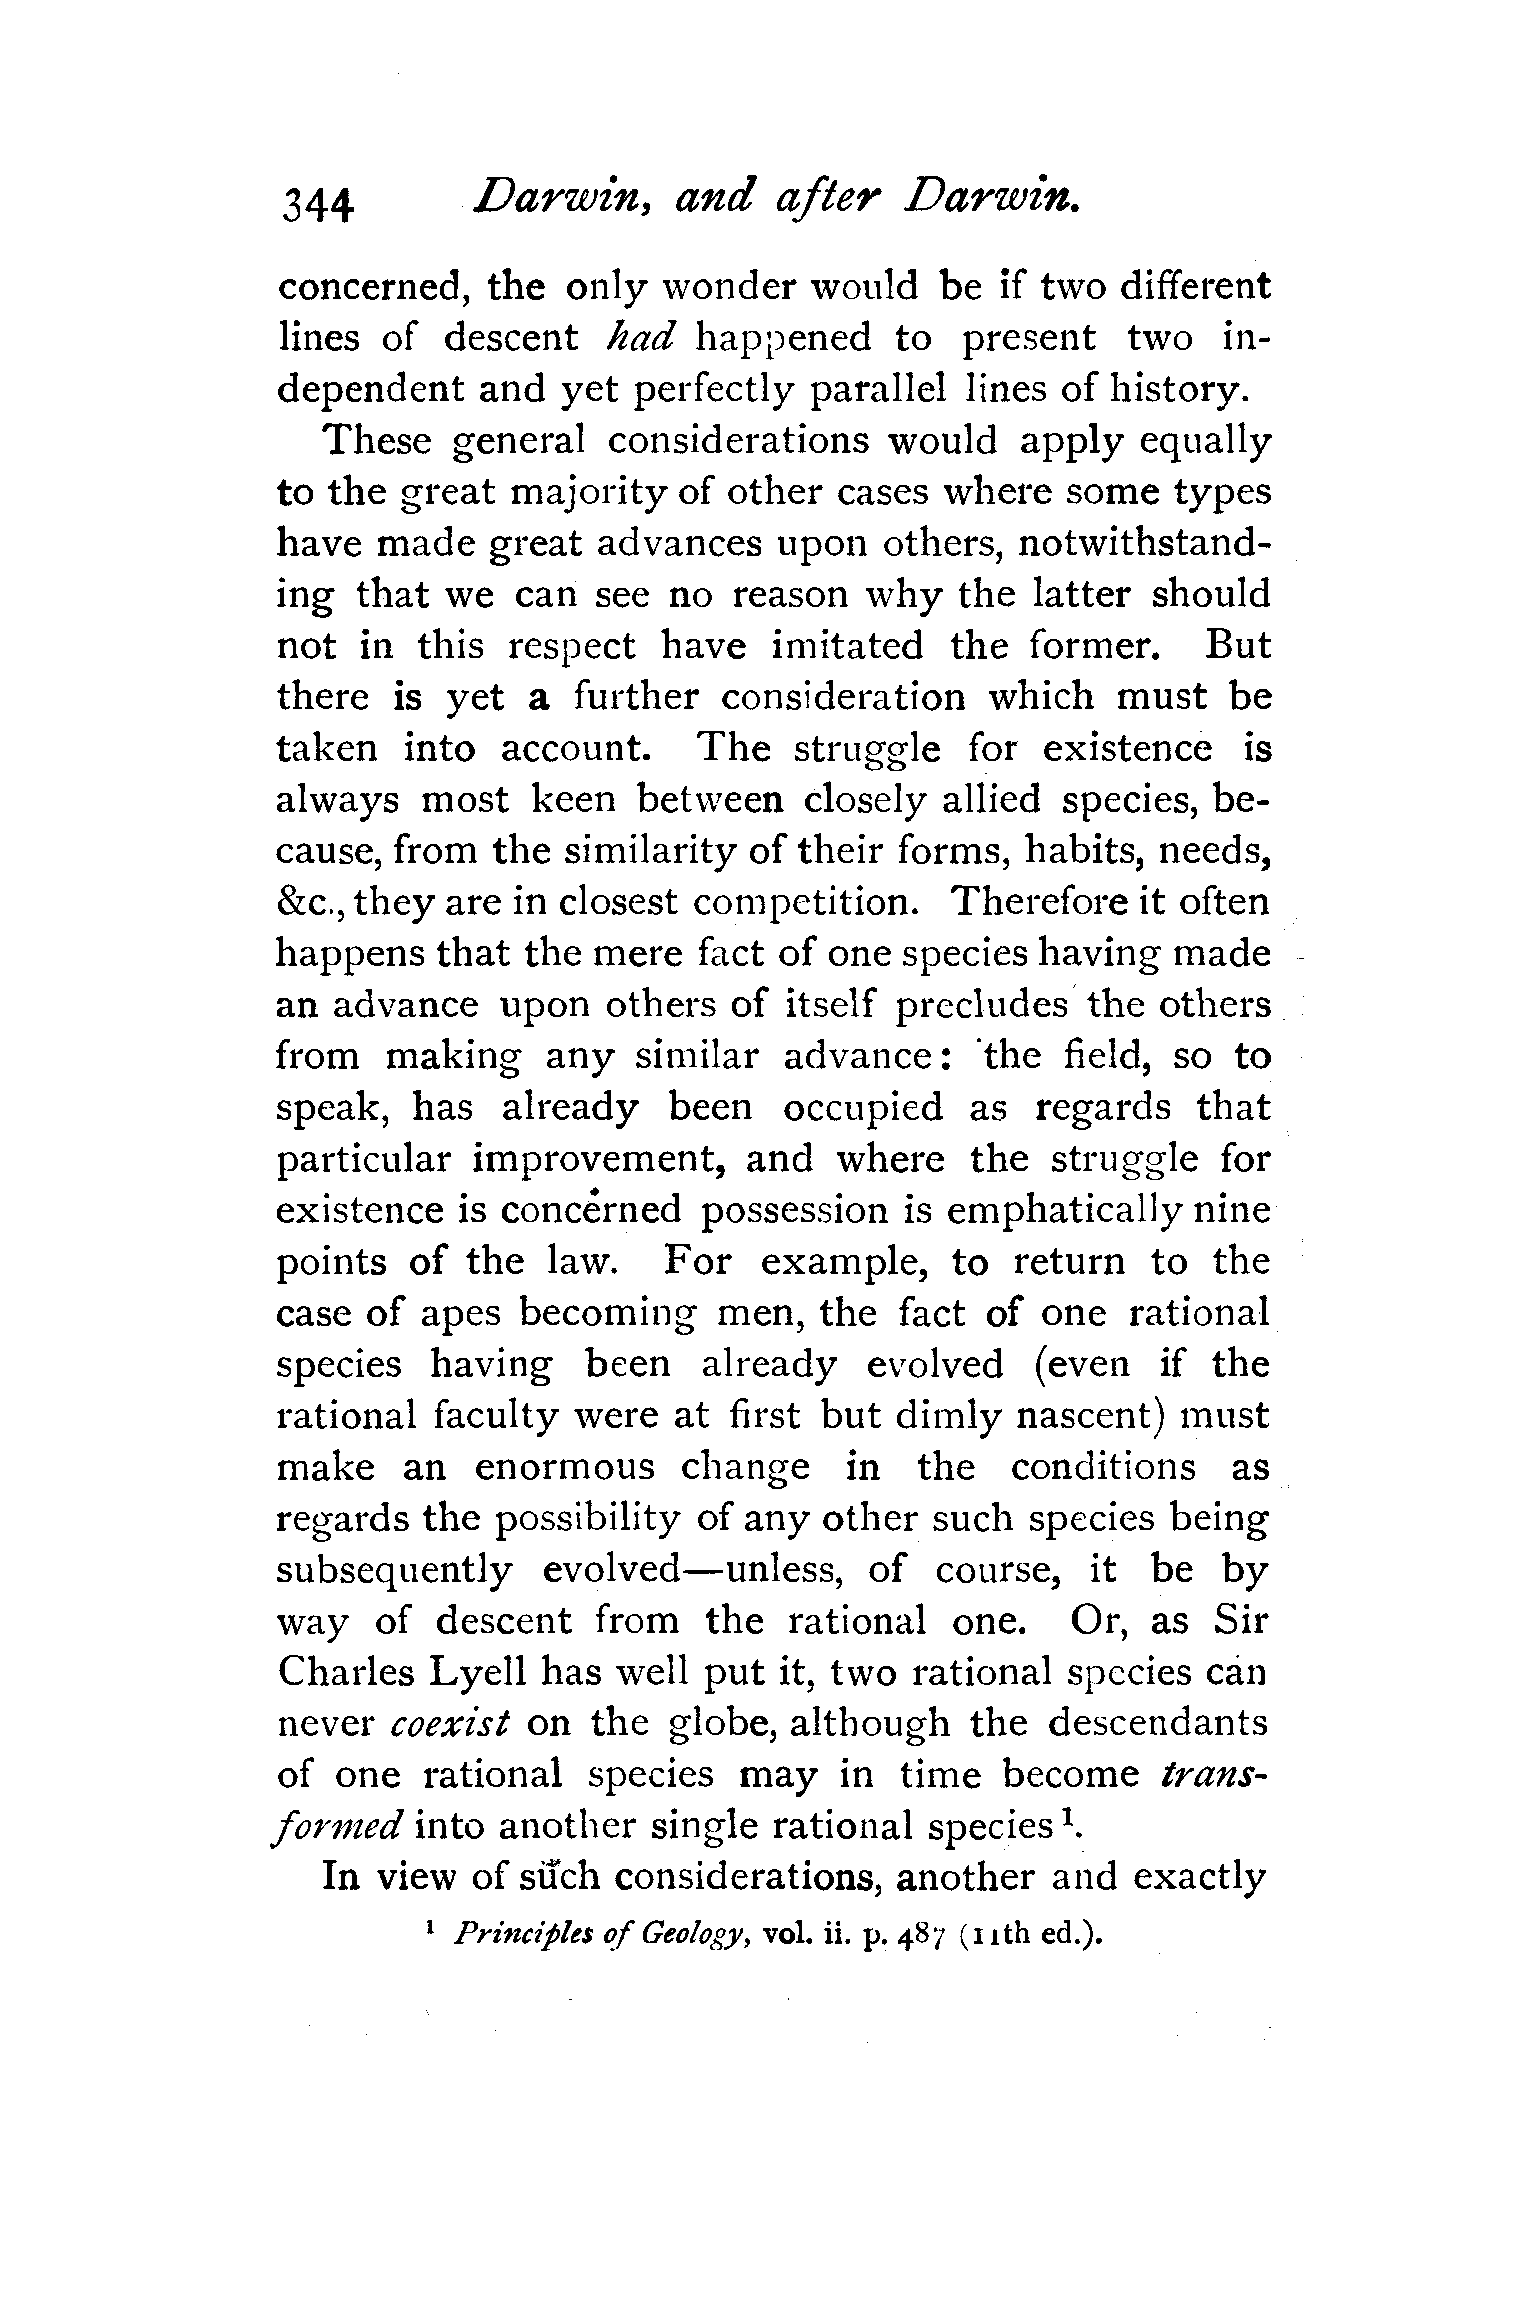 344 Darwin, and after Darwin.
concerned, the only wonder would be if two different
lines of descent had happened to present two in-
dependent and yet perfectly parallel lines of history.
These general considerations would apply equally
to the great majority of other cases where some types
have made great advances upon others, notwithstand-
ing that we can see no reason why the latter should
not in this respect have imitated the former. But
there is yet a further consideration which must be
taken into account. The struggle for existence is
always most keen between closely allied species, be-
cause, from the similarity of their forms, habits, needs,
&c., they are in closest competition. Therefore it often
happens that the mere fact of one species having made
an advance upon others of itself precludes the others
from making any similar advance: the field, so to
speak, has already been occupied as regards that
particular improvement, and where the struggle for
existence is concerned possession is emphatically nine
points of the law. For example, to return to the
case of apes becoming men, the fact of one rational
species having been already evolved (even if the
rational faculty were at first but dimly nascent) must
make an enormous change in the conditions as
regards the possibility of any other such species being
subsequently evolved—unless, of course, it be by
way of descent from the rational one. Or, as Sir
Charles Lyell has well put it, two rational species can
never coexist on the globe, although the descendants
of one rational species may in time become trans-
formed into another single rational species¹.
In view of such considerations, another and exactly
¹ Principles of Geology, vol. ii. p. 487 (11th ed.).